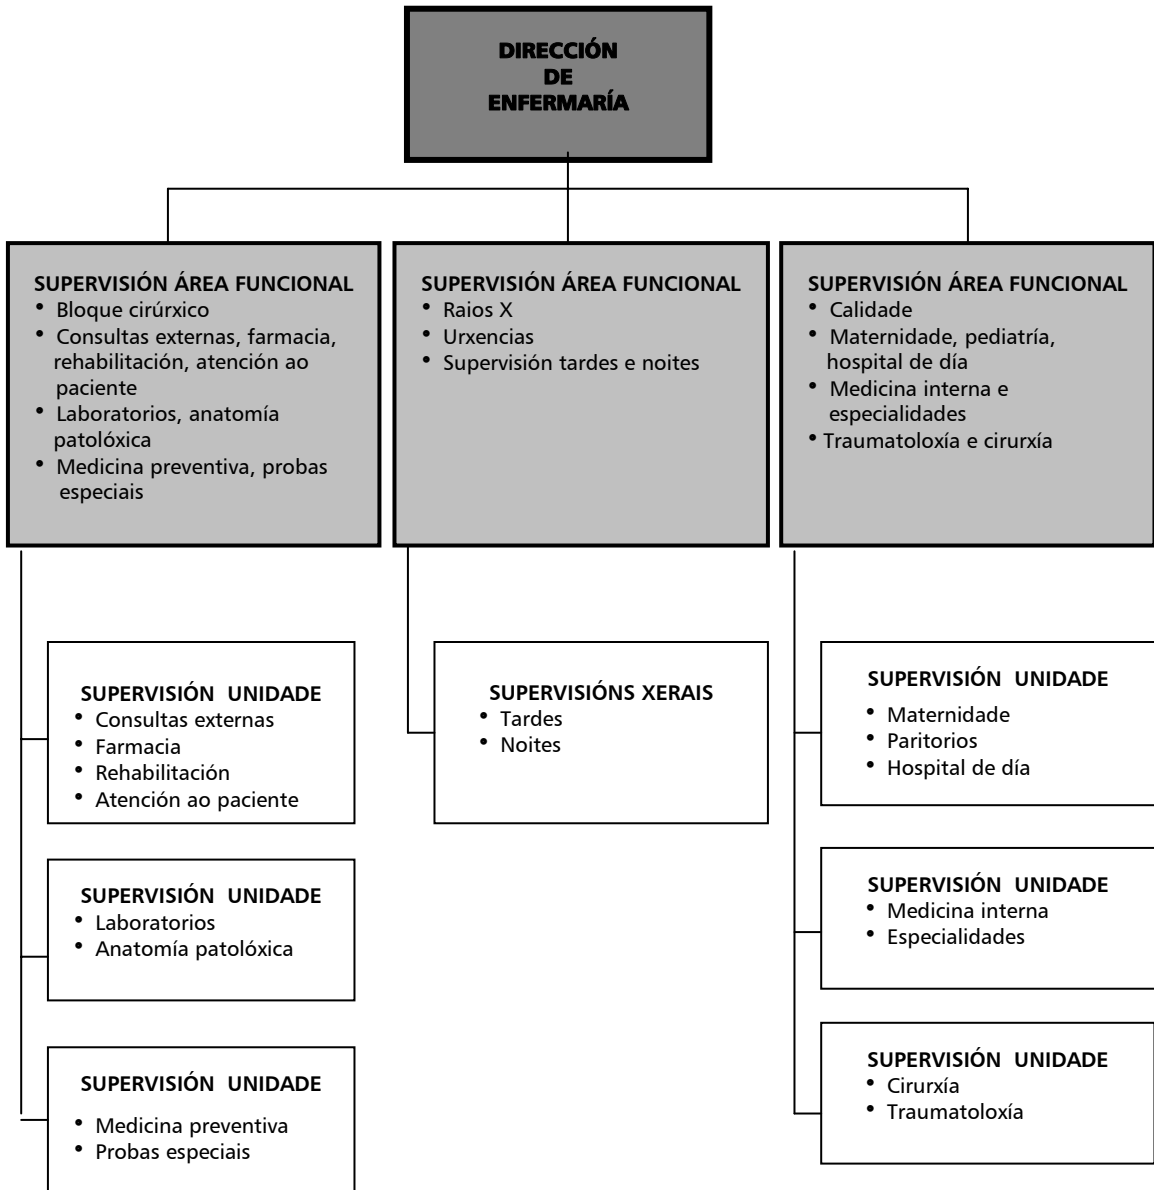 DIRECCIÓN
DE
ENFERMARÍA
SUPERVISIÓN ÁREA FUNCIONAL
• Bloque cirúrxico
• Consultas externas, farmacia,
rehabilitación, atención ao
paciente
• Laboratorios, anatomía
patolóxica
• Medicina preventiva, probas
especiais
SUPERVISIÓN ÁREA FUNCIONAL
• Raios X
• Urxencias
• Supervisión tardes e noites
SUPERVISIÓN ÁREA FUNCIONAL
• Calidade
• Maternidade, pediatría,
hospital de día
• Medicina interna e
especialidades
• Traumatoloxía e cirurxía
SUPERVISIÓN UNIDADE
• Consultas externas
• Farmacia
• Rehabilitación
• Atención ao paciente
SUPERVISIÓN UNIDADE
• Laboratorios
• Anatomía patolóxica
SUPERVISIÓN UNIDADE
• Medicina preventiva
• Probas especiais
SUPERVISIÓNS XERAIS
• Tardes
• Noites
SUPERVISIÓN UNIDADE
• Maternidade
• Paritorios
• Hospital de día
SUPERVISIÓN UNIDADE
• Medicina interna
• Especialidades
SUPERVISIÓN UNIDADE
• Cirurxía
• Traumatoloxía